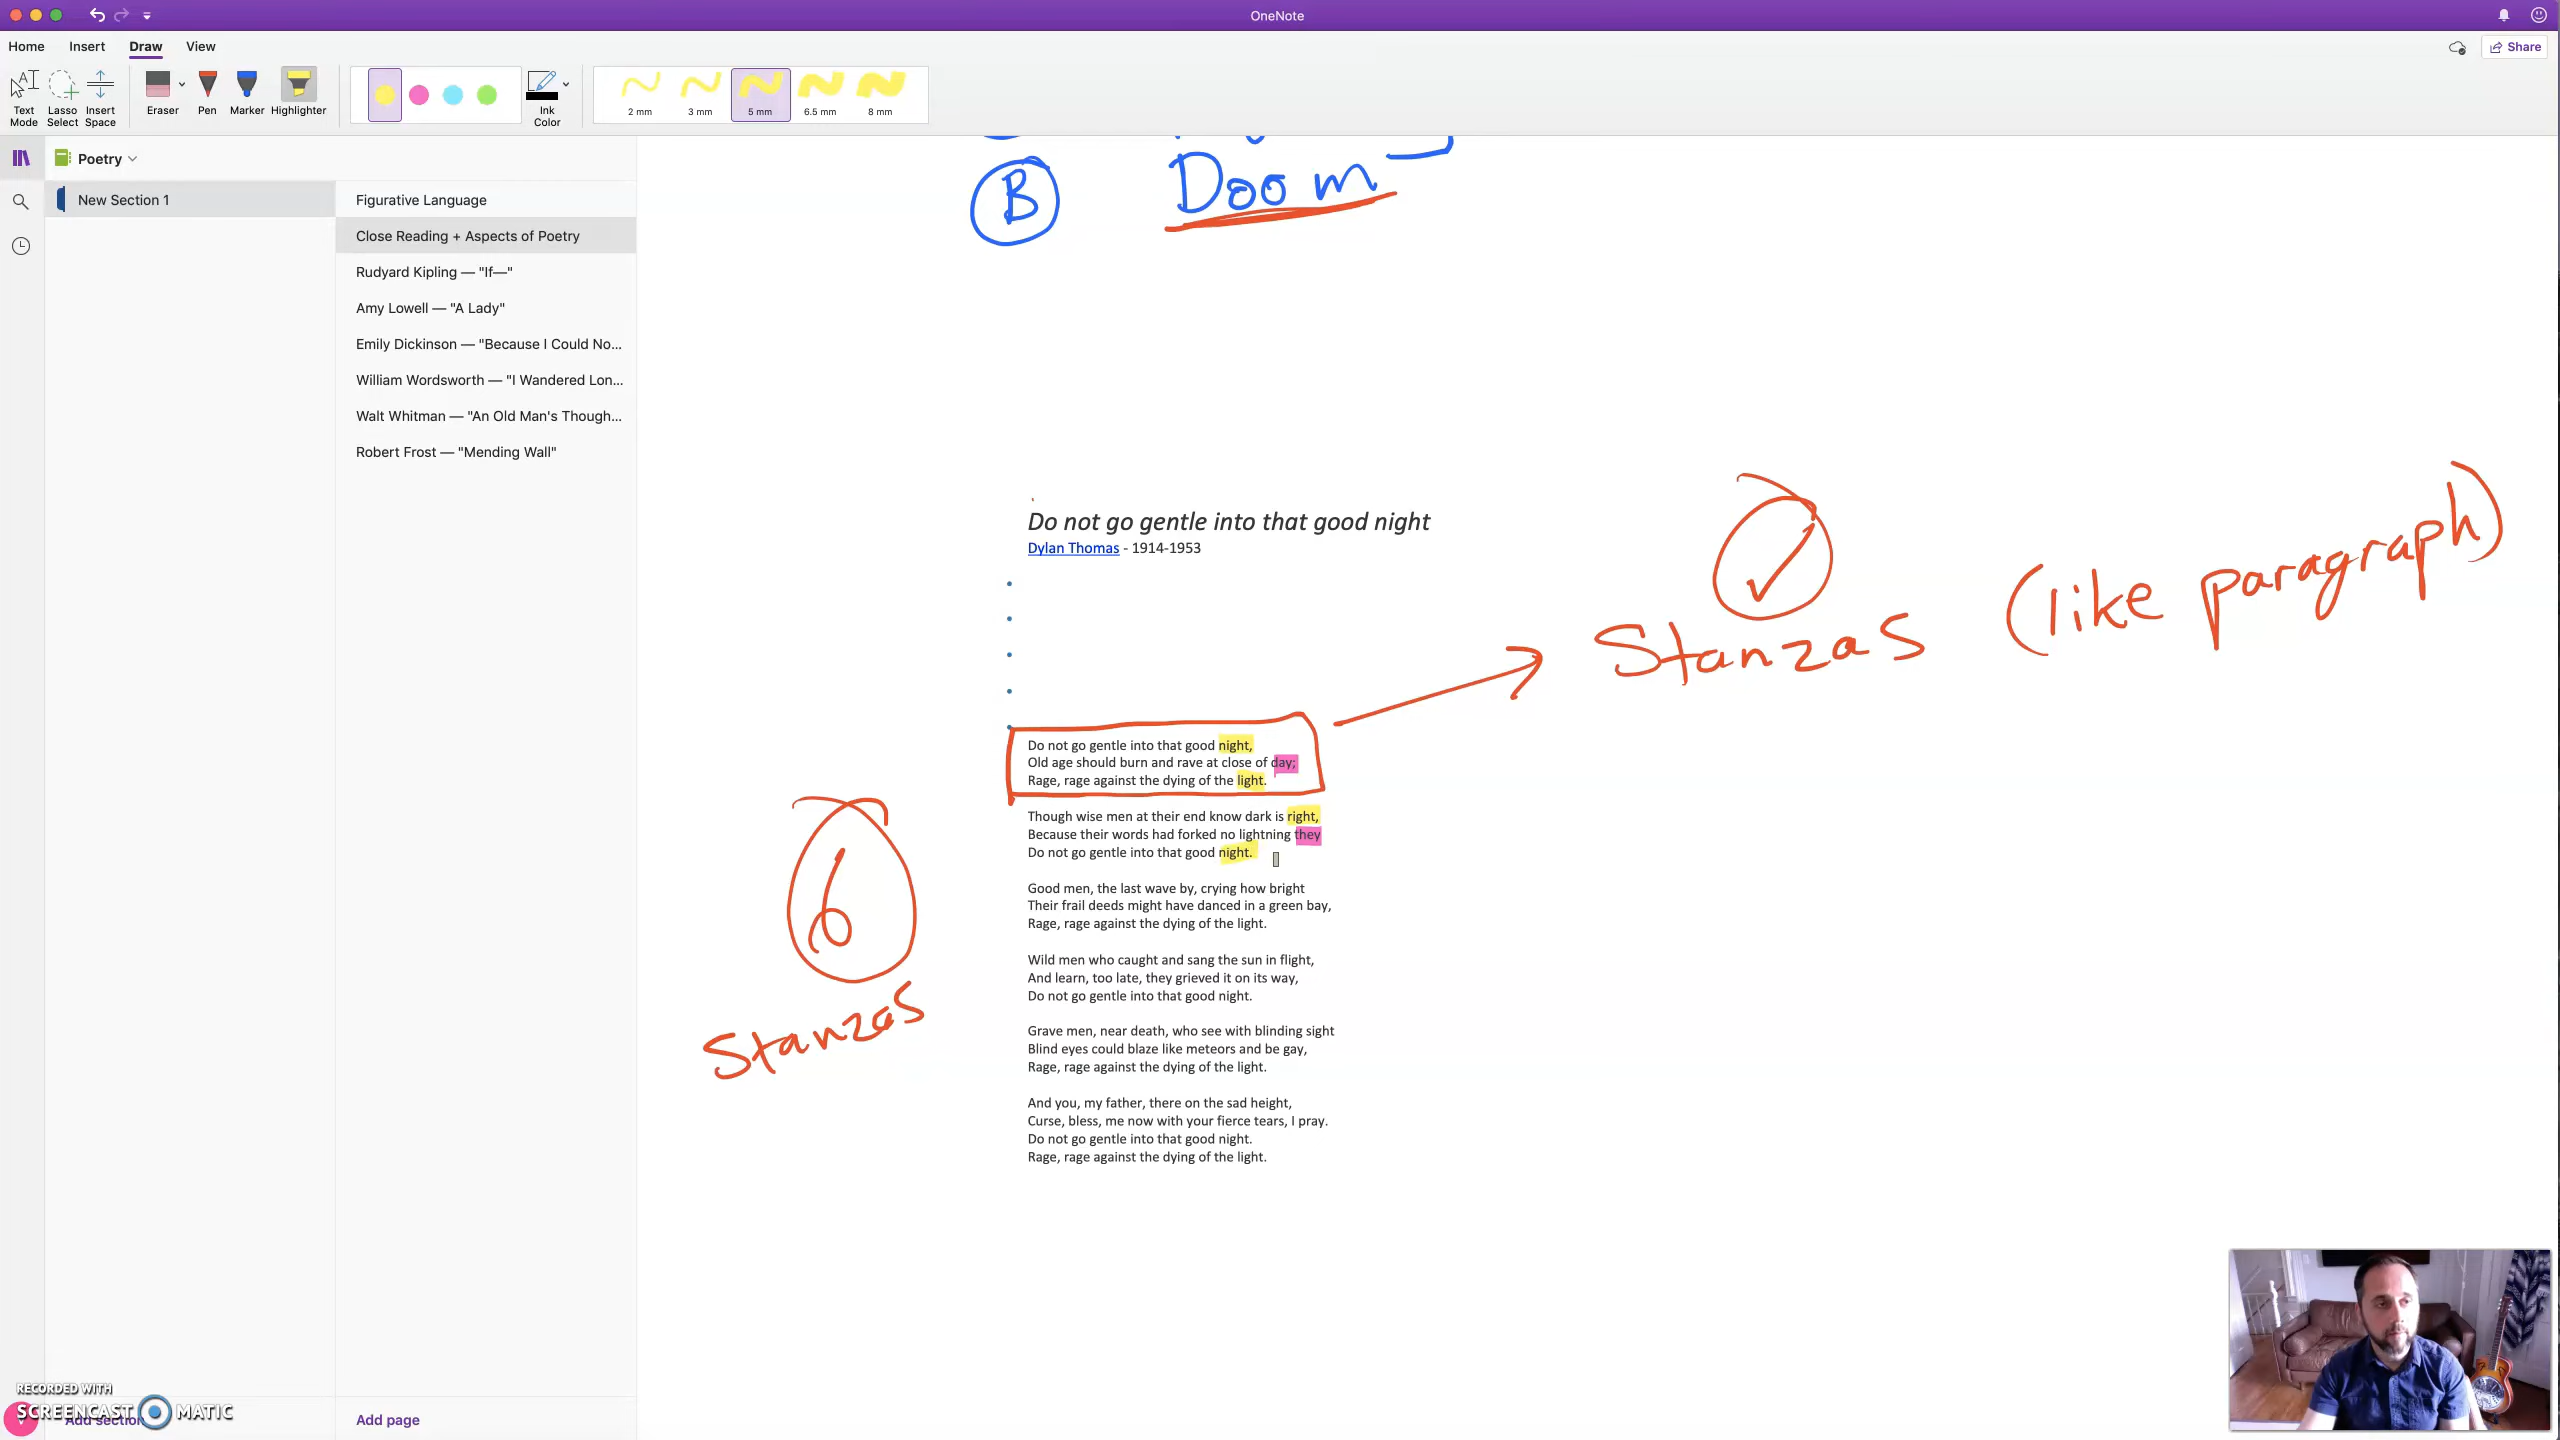 OneNote
Home Insert Draw View
Share
Text Mode
Lasso Select
Insert Space
Eraser
Pen
Marker
Highlighter
Ink Color
2 mm
3 mm
5 mm
6.5 mm
8 mm
Poetry
New Section 1
Figurative Language
Close Reading + Aspects of Poetry
Rudyard Kipling — "If—"
Amy Lowell — "A Lady"
Emily Dickinson — "Because I Could No...
William Wordsworth — "I Wandered Lon...
Walt Whitman — "An Old Man's Though...
Robert Frost — "Mending Wall"
B Doom
Do not go gentle into that good night
Dylan Thomas - 1914-1953
Stanzas (like paragraph)
Do not go gentle into that good night,
Old age should burn and rave at close of day;
Rage, rage against the dying of the light.
Though wise men at their end know dark is right,
Because their words had forked no lightning they
Do not go gentle into that good night.
Good men, the last wave by, crying how bright
Their frail deeds might have danced in a green bay,
Rage, rage against the dying of the light.
Wild men who caught and sang the sun in flight,
And learn, too late, they grieved it on its way,
Do not go gentle into that good night.
Grave men, near death, who see with blinding sight
Blind eyes could blaze like meteors and be gay,
Rage, rage against the dying of the light.
And you, my father, there on the sad height,
Curse, bless, me now with your fierce tears, I pray.
Do not go gentle into that good night.
Rage, rage against the dying of the light.
6
Stanzas
RECORDED WITH
SCREENCAST MATIC
Add section
Add page